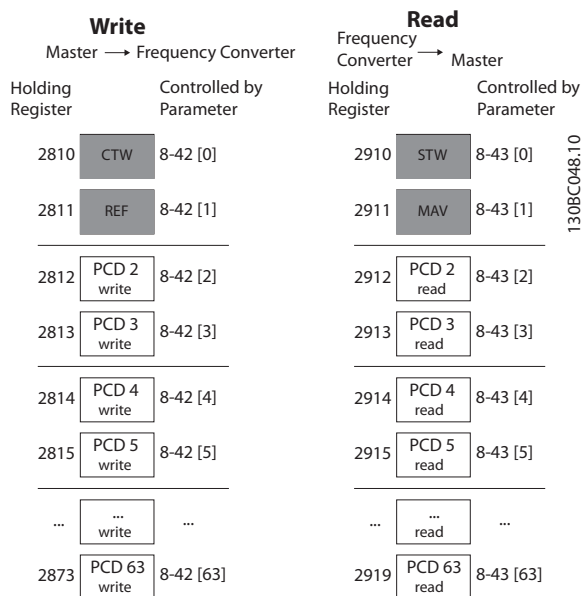 Write
Master → Frequency Converter
Holding Register
Controlled by Parameter
2810 CTW 8-42 [0]
2811 REF 8-42 [1]
2812 PCD 2 write 8-42 [2]
2813 PCD 3 write 8-42 [3]
2814 PCD 4 write 8-42 [4]
2815 PCD 5 write 8-42 [5]
... ... write ...
2873 PCD 63 write 8-42 [63]
Read
Frequency Converter → Master
Holding Register
Controlled by Parameter
2910 STW 8-43 [0]
2911 MAV 8-43 [1]
2912 PCD 2 read 8-43 [2]
2913 PCD 3 read 8-43 [3]
2914 PCD 4 read 8-43 [4]
2915 PCD 5 read 8-43 [5]
... ... read ...
2919 PCD 63 read 8-43 [63]
130BC048.10